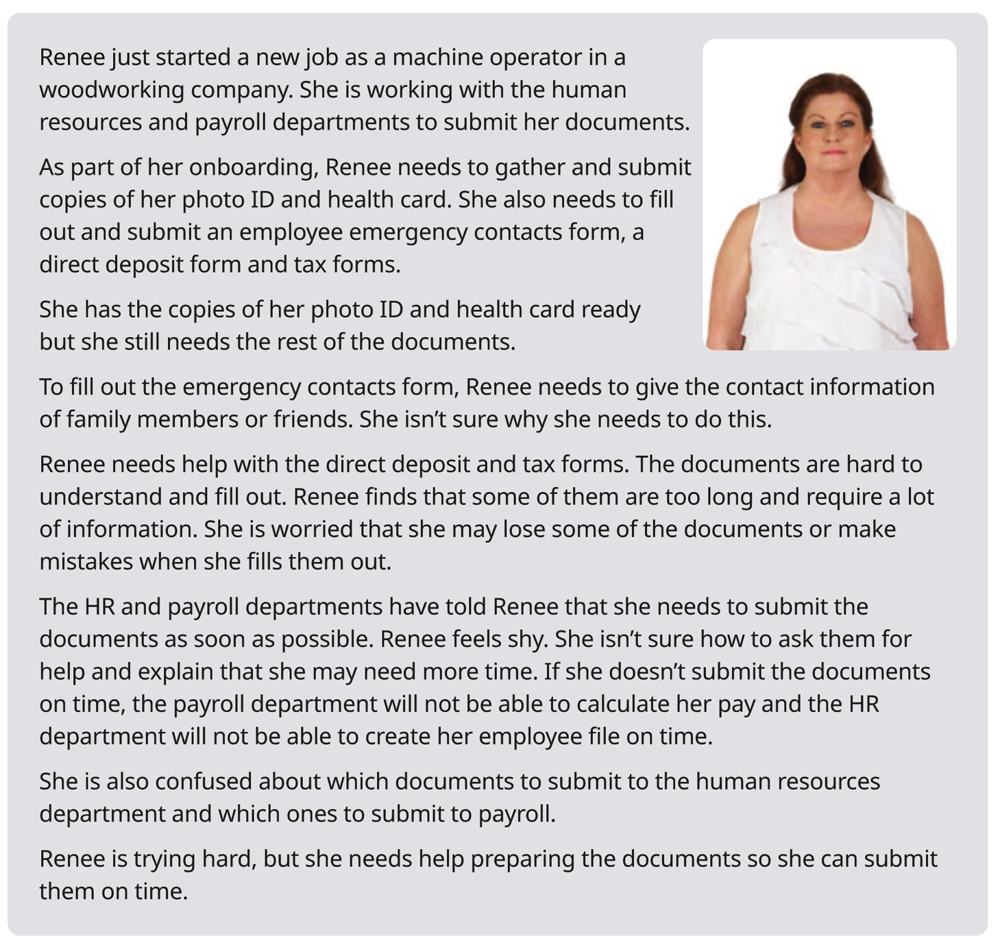 Renee just started a new job as a machine operator in a
woodworking company. She is working with the human
resources and payroll departments to submit her documents.
As part of her onboarding, Renee needs to gather and submit
copies of her photo ID and health card. She also needs to fill
out and submit an employee emergency contacts form, a
direct deposit form and tax forms.
She has the copies of her photo ID and health card ready
but she still needs the rest of the documents.
To fill out the emergency contacts form, Renee needs to give the contact information
of family members or friends. She isn’t sure why she needs to do this.
Renee needs help with the direct deposit and tax forms. The documents are hard to
understand and fill out. Renee finds that some of them are too long and require a lot
of information. She is worried that she may lose some of the documents or make
mistakes when she fills them out.
The HR and payroll departments have told Renee that she needs to submit the
documents as soon as possible. Renee feels shy. She isn’t sure how to ask them for
help and explain that she may need more time. If she doesn’t submit the documents
on time, the payroll department will not be able to calculate her pay and the HR
department will not be able to create her employee file on time.
She is also confused about which documents to submit to the human resources
department and which ones to submit to payroll.
Renee is trying hard, but she needs help preparing the documents so she can submit
them on time.